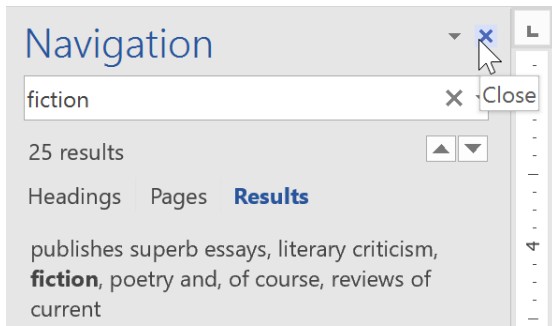 Navigation
fiction
Close
25 results
Headings Pages Results
publishes superb essays, literary criticism,
fiction, poetry and, of course, reviews of
current
4